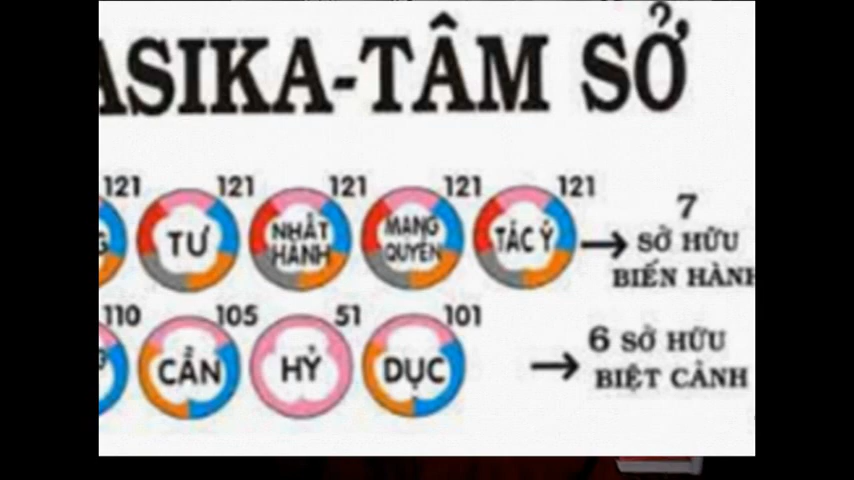 ASIKA-TÂM SỞ
121 121 121 121 121
TƯ NHẤT HÀNH MẠNG QUYỀN TÁC Ý
7
SỞ HỮU
BIẾN HÀNH
110 105 51 101
CẦN HỶ DỤC
6 SỞ HỮU
BIỆT CẢNH